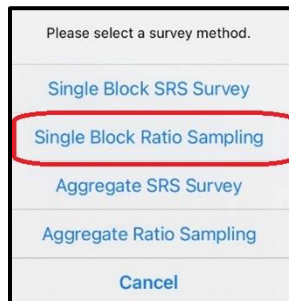 Please select a survey method.
Single Block SRS Survey
Single Block Ratio Sampling
Aggregate SRS Survey
Aggregate Ratio Sampling
Cancel